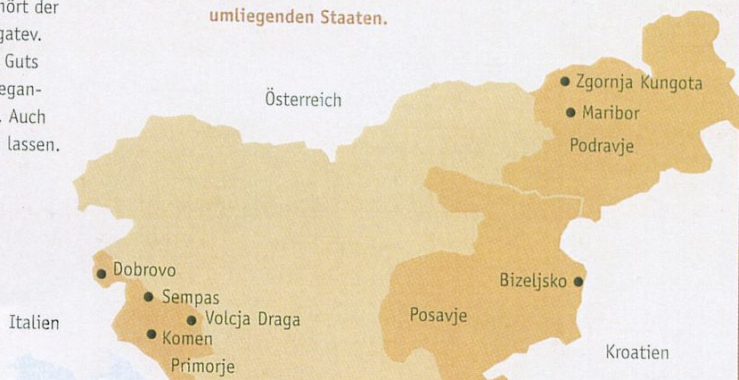 hört der
gatev.
Guts
egan-
. Auch
lassen.
umliegenden Staaten.
Österreich
Zgornja Kungota
Maribor
Podravje
Dobrovo
Sempas
Volcja Draga
Komen
Primorje
Italien
Bizeljsko
Posavje
Kroatien